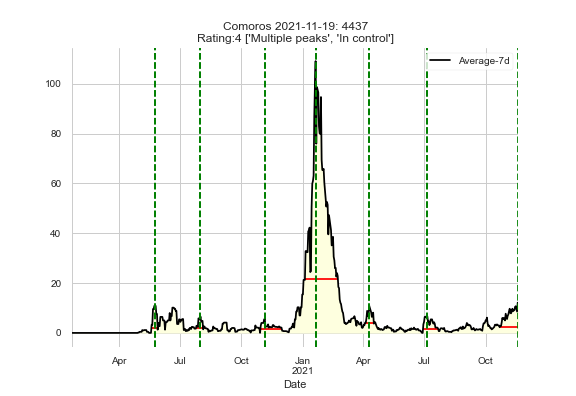 Comoros 2021-11-19: 4437
Rating:4 ['Multiple peaks', 'In control']
Average-7d
100
80
60
40
20
0
Apr
Jul
Oct
Jan
2021
Apr
Jul
Oct
Date